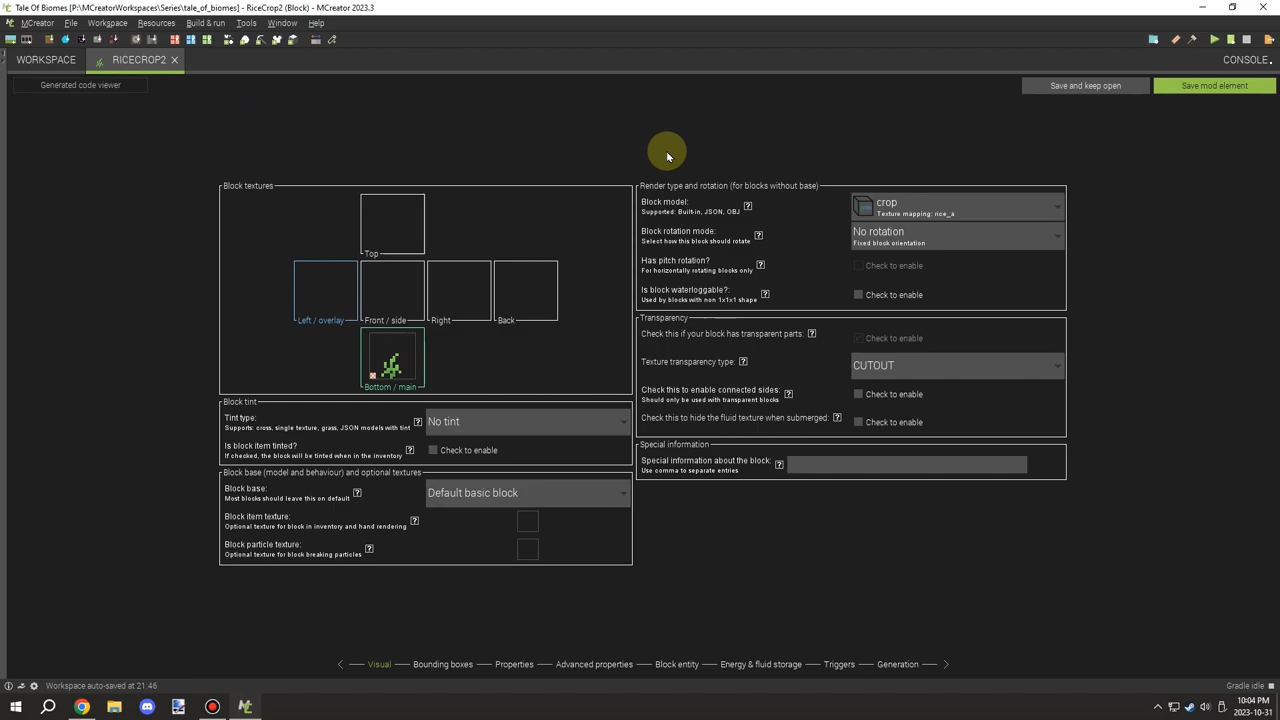 Tale Of Biomes [P:\MCreatorWorkspaces\Series\tale_of_biomes] - RiceCrop2 (Block) - MCreator 2023.3
MCreator File Workspace Resources Build & run Tools Window Help
WORKSPACE RICECROP2 CONSOLE
Generated code viewer Save and keep open Save mod element
Block textures
Top
Left / overlay Front / side Right Back
Bottom / main
Block tint
Tint type: ? No tint
Supports: cross, single texture, grass, JSON models with tint
Is block item tinted? ? Check to enable
If checked, the block will be tinted when in the inventory
Block base (model and behaviour) and optional textures
Block base: ? Default basic block
Most blocks should leave this on default
Block item texture: ?
Optional texture for block in inventory and hand rendering
Block particle texture: ?
Optional texture for block breaking particles
Render type and rotation (for blocks without base)
Block model: ? crop
Supported: Built-in, JSON, OBJ Texture mapping: rice_a
Block rotation mode: ? No rotation
Select how this block should rotate Fixed block orientation
Has pitch rotation? ? Check to enable
For horizontally rotating blocks only
Is block waterloggable?: ? Check to enable
Used by blocks with non 1x1x1 shape
Transparency
Check this if your block has transparent parts: ? Check to enable
Texture transparency type: ? CUTOUT
Check this to enable connected sides: ? Check to enable
Should only be used with transparent blocks
Check this to hide the fluid texture when submerged: ? Check to enable
Special information
Special information about the block: ?
Use comma to separate entries
Visual Bounding boxes Properties Advanced properties Block entity Energy & fluid storage Triggers Generation
Workspace auto-saved at 21:46 Gradle idle
10:04 PM
2023-10-31